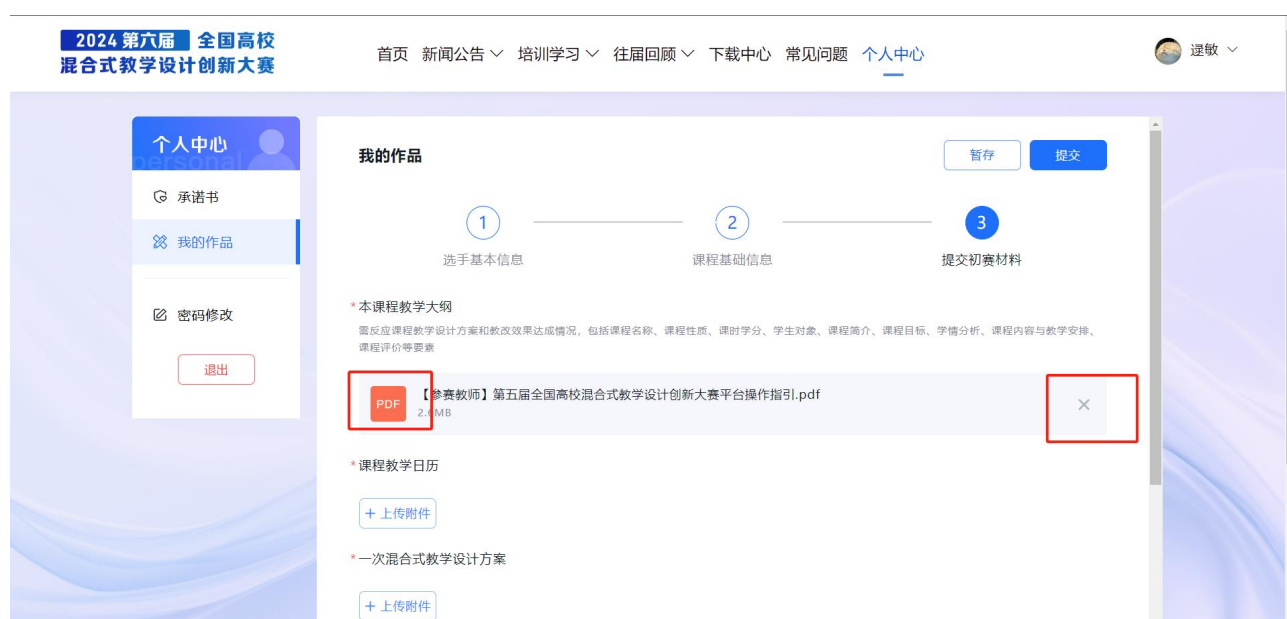 2024 第六届 全国高校
混合式教学设计创新大赛
首页 新闻公告 培训学习 往届回顾 下载中心 常见问题 个人中心
逯敏
个人中心
personal
承诺书
我的作品
密码修改
退出
我的作品
暂存 提交
1 2 3
选手基本信息 课程基础信息 提交初赛材料
*本课程教学大纲
需反应课程教学设计方案和教改效果达成情况，包括课程名称、课程性质、课时学分、学生对象、课程简介、课程目标、学情分析、课程内容与教学安排、
课程评价等要素
PDF 【参赛教师】第五届全国高校混合式教学设计创新大赛平台操作指引.pdf
2.6MB
*课程教学日历
+ 上传附件
*一次混合式教学设计方案
+ 上传附件